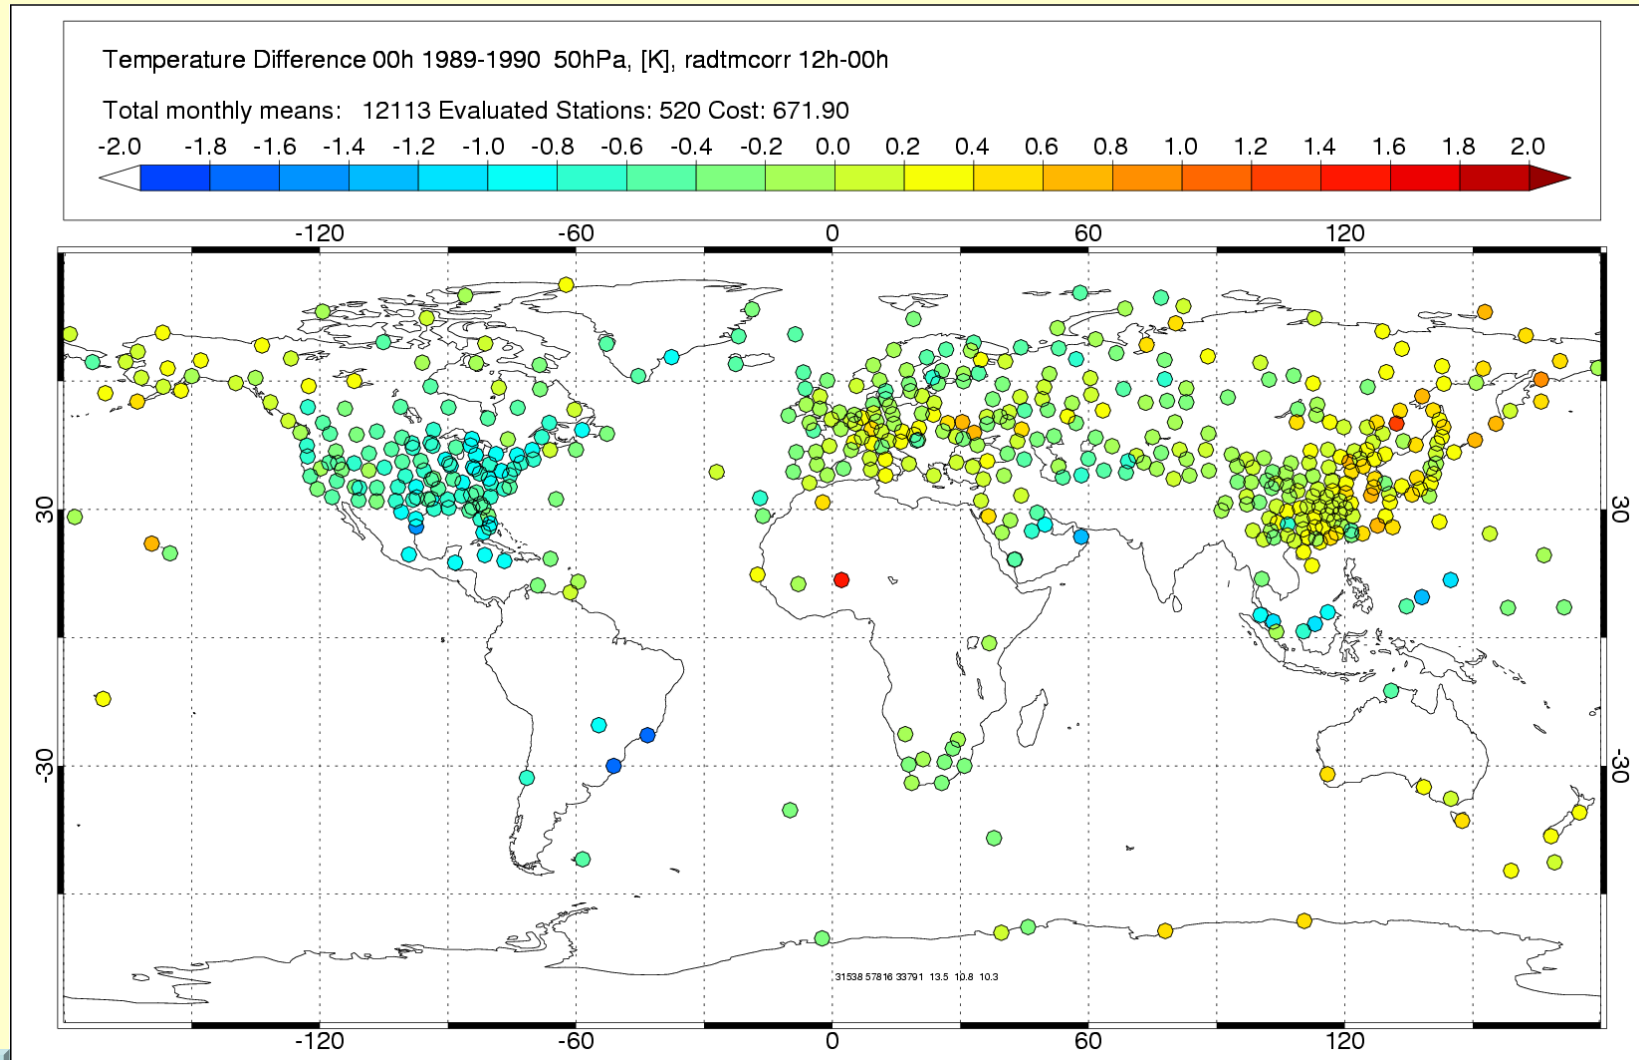 Temperature Difference 00h 1989-1990 50hPa, [K], radtmcorr 12h-00h
Total monthly means: 12113 Evaluated Stations: 520 Cost: 671.90
-2.0 -1.8 -1.6 -1.4 -1.2 -1.0 -0.8 -0.6 -0.4 -0.2 0.0 0.2 0.4 0.6 0.8 1.0 1.2 1.4 1.6 1.8 2.0
-120 -60 0 60 120
30 30
-30 -30
31538 57816 33791 13.5 10.8 10.3
-120 -60 0 60 120